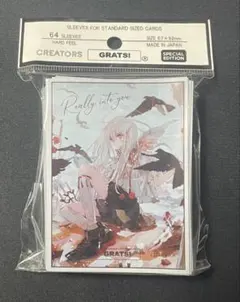 SLEEVES FOR STANDARD SIZED CARDS
64 SLEEVES
HARD FEEL
SIZE 67×92mm
MADE IN JAPAN
CREATORS GRATS! SPECIAL EDITION
Really into you
GRATS!